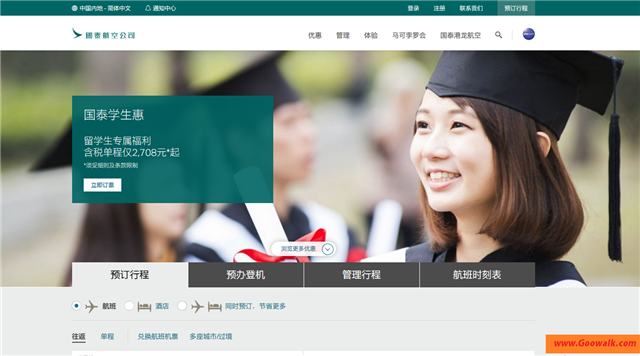 中国内地 - 简体中文
通知中心
登录
注册
联系我们
预订行程
國泰航空公司
优惠
管理
体验
马可孛罗会
国泰港龙航空
国泰学生惠
留学生专属福利
含税单程仅2,708元*起
*须受细则及条款限制
立即订票
浏览更多优惠
预订行程
预办登机
管理行程
航班时刻表
航班
酒店
同时预订，节省更多
往返
单程
兑换航班机票
多座城市/过境
www.Goowalk.com